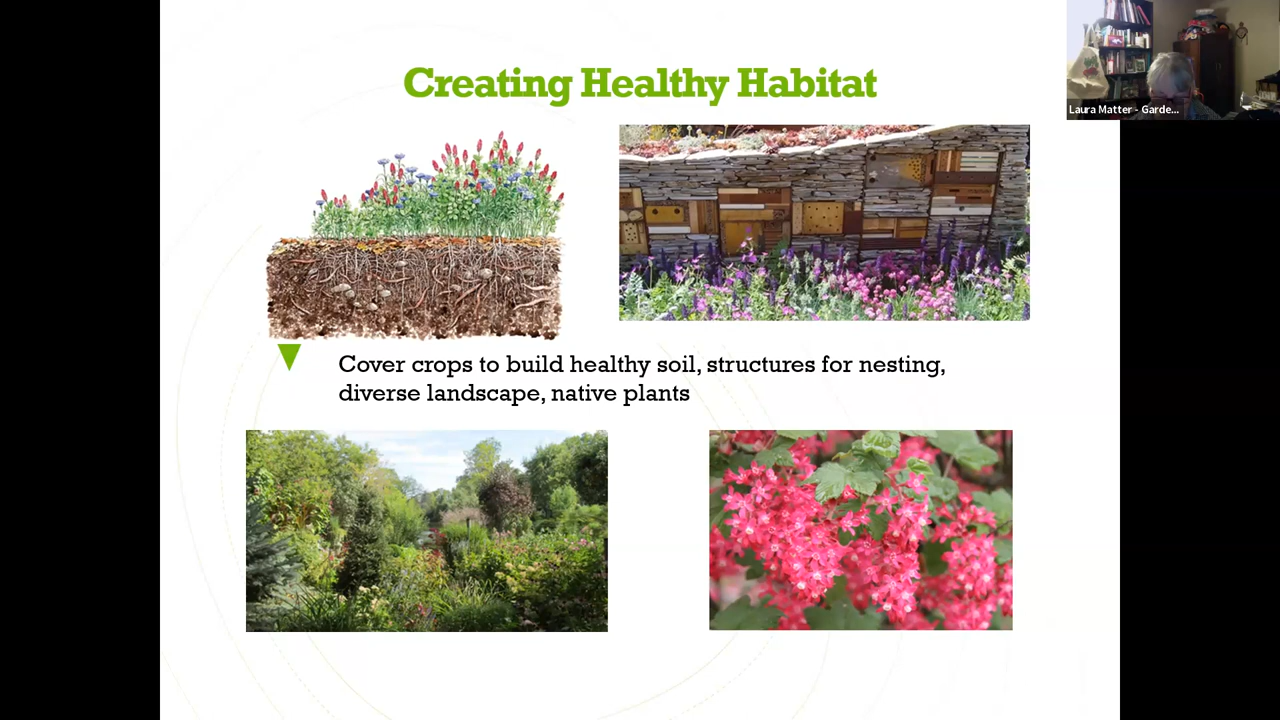 Creating Healthy Habitat
Laura Matter - Garde...
Cover crops to build healthy soil, structures for nesting,
diverse landscape, native plants